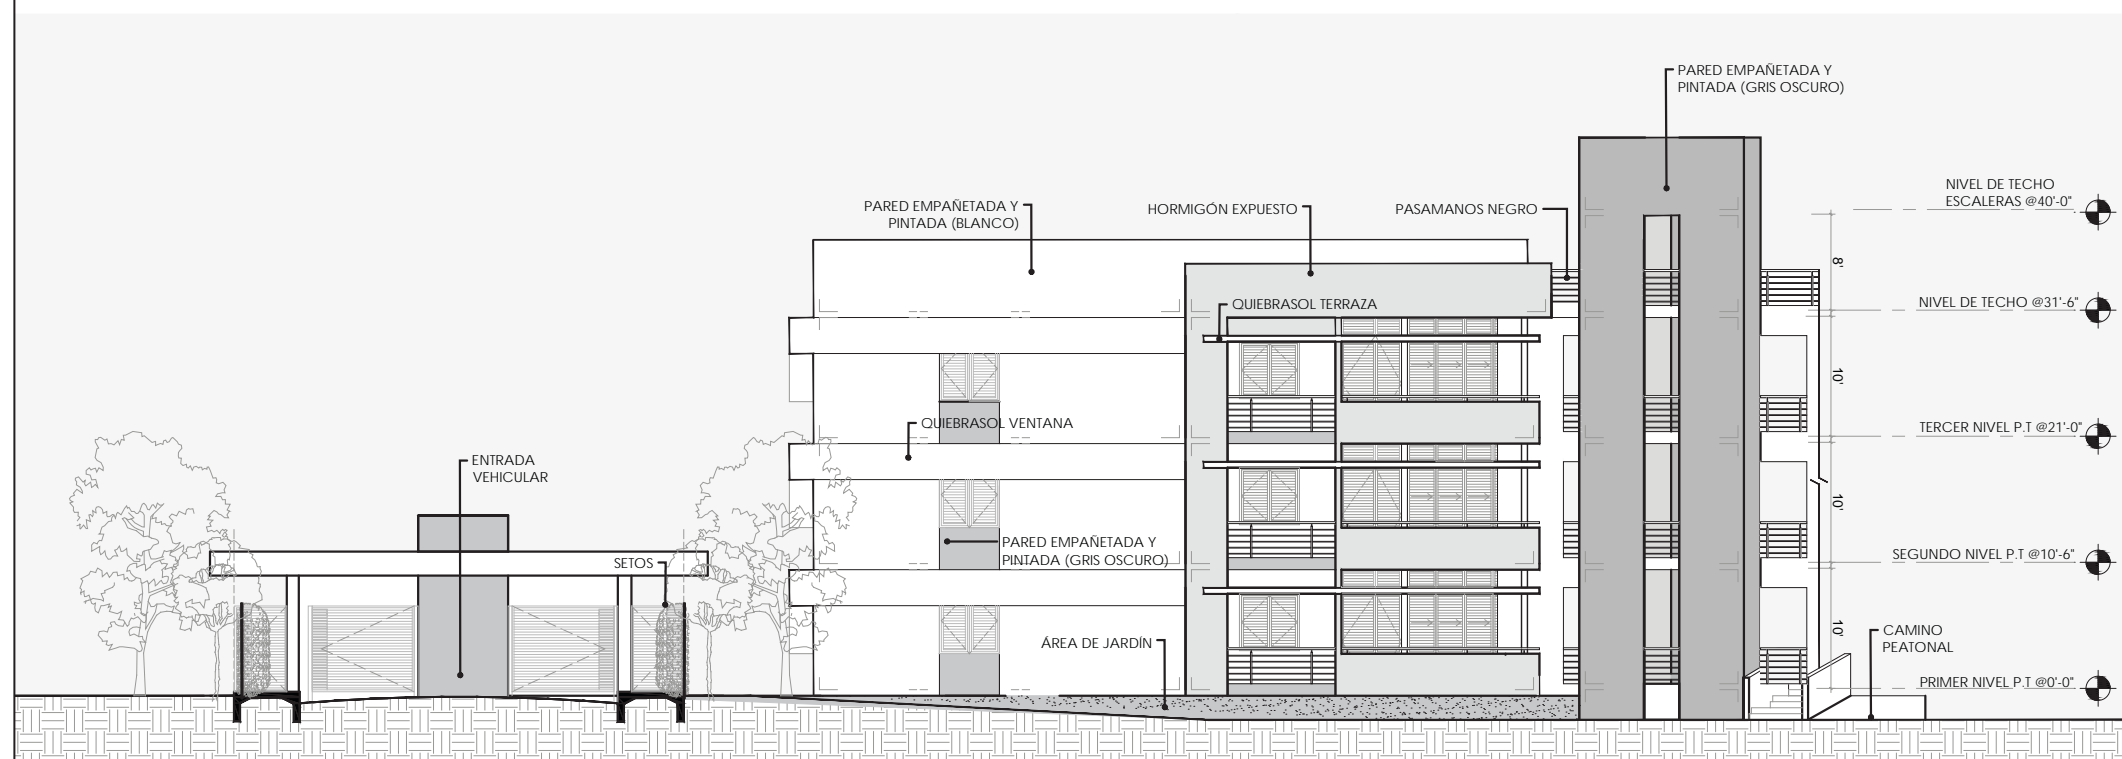 PARED EMPAÑETADA Y
PINTADA (GRIS OSCURO)
NIVEL DE TECHO
ESCALERAS @40'-0"
PARED EMPAÑETADA Y
PINTADA (BLANCO)
HORMIGÓN EXPUESTO
PASAMANOS NEGRO
8'
QUIEBRASOL TERRAZA
NIVEL DE TECHO @31'-6"
10'
QUIEBRASOL VENTANA
TERCER NIVEL P.T @21'-0"
ENTRADA
VEHICULAR
10'
PARED EMPAÑETADA Y
PINTADA (GRIS OSCURO)
SETOS
SEGUNDO NIVEL P.T @10'-6"
10'
ÁREA DE JARDÍN
CAMINO
PEATONAL
PRIMER NIVEL P.T @0'-0"